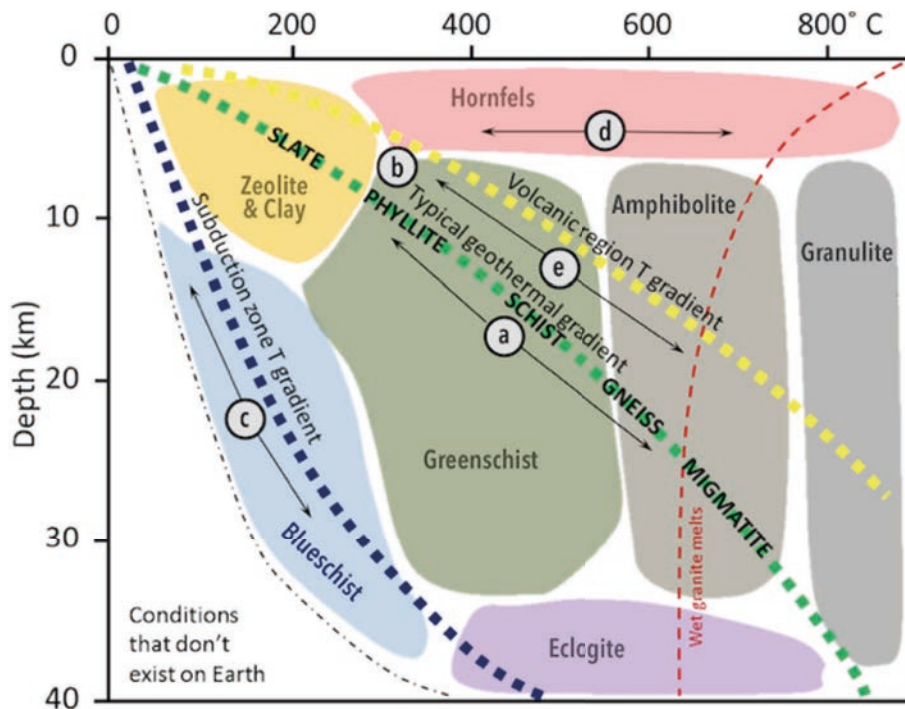 0 200 400 600 800° C
0
Hornfels
d
SLATE
b
Zeolite
& Clay
10
PHYLLITE
Typical geothermal gradient
Volcanic region T gradient
Amphibolite
Granulite
e
Subduction zone T gradient
SCHIST
a
Depth (km)
20
c
GNEISS
Greenschist
MIGMATITE
30
Blueschist
Wet granite melts
Conditions
that don't
exist on Earth
Eclcgite
40